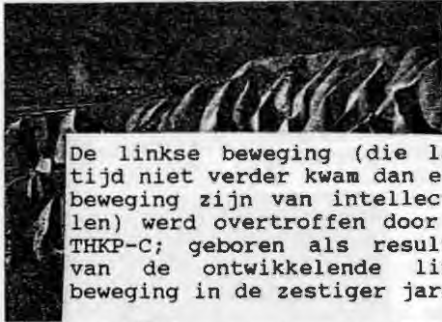 De linkse beweging (die l
tijd niet verder kwam dan e
beweging zijn van intellec
len) werd overtroffen door
THKP-C; geboren als resul
van de ontwikkelende li
beweging in de zestiger jar